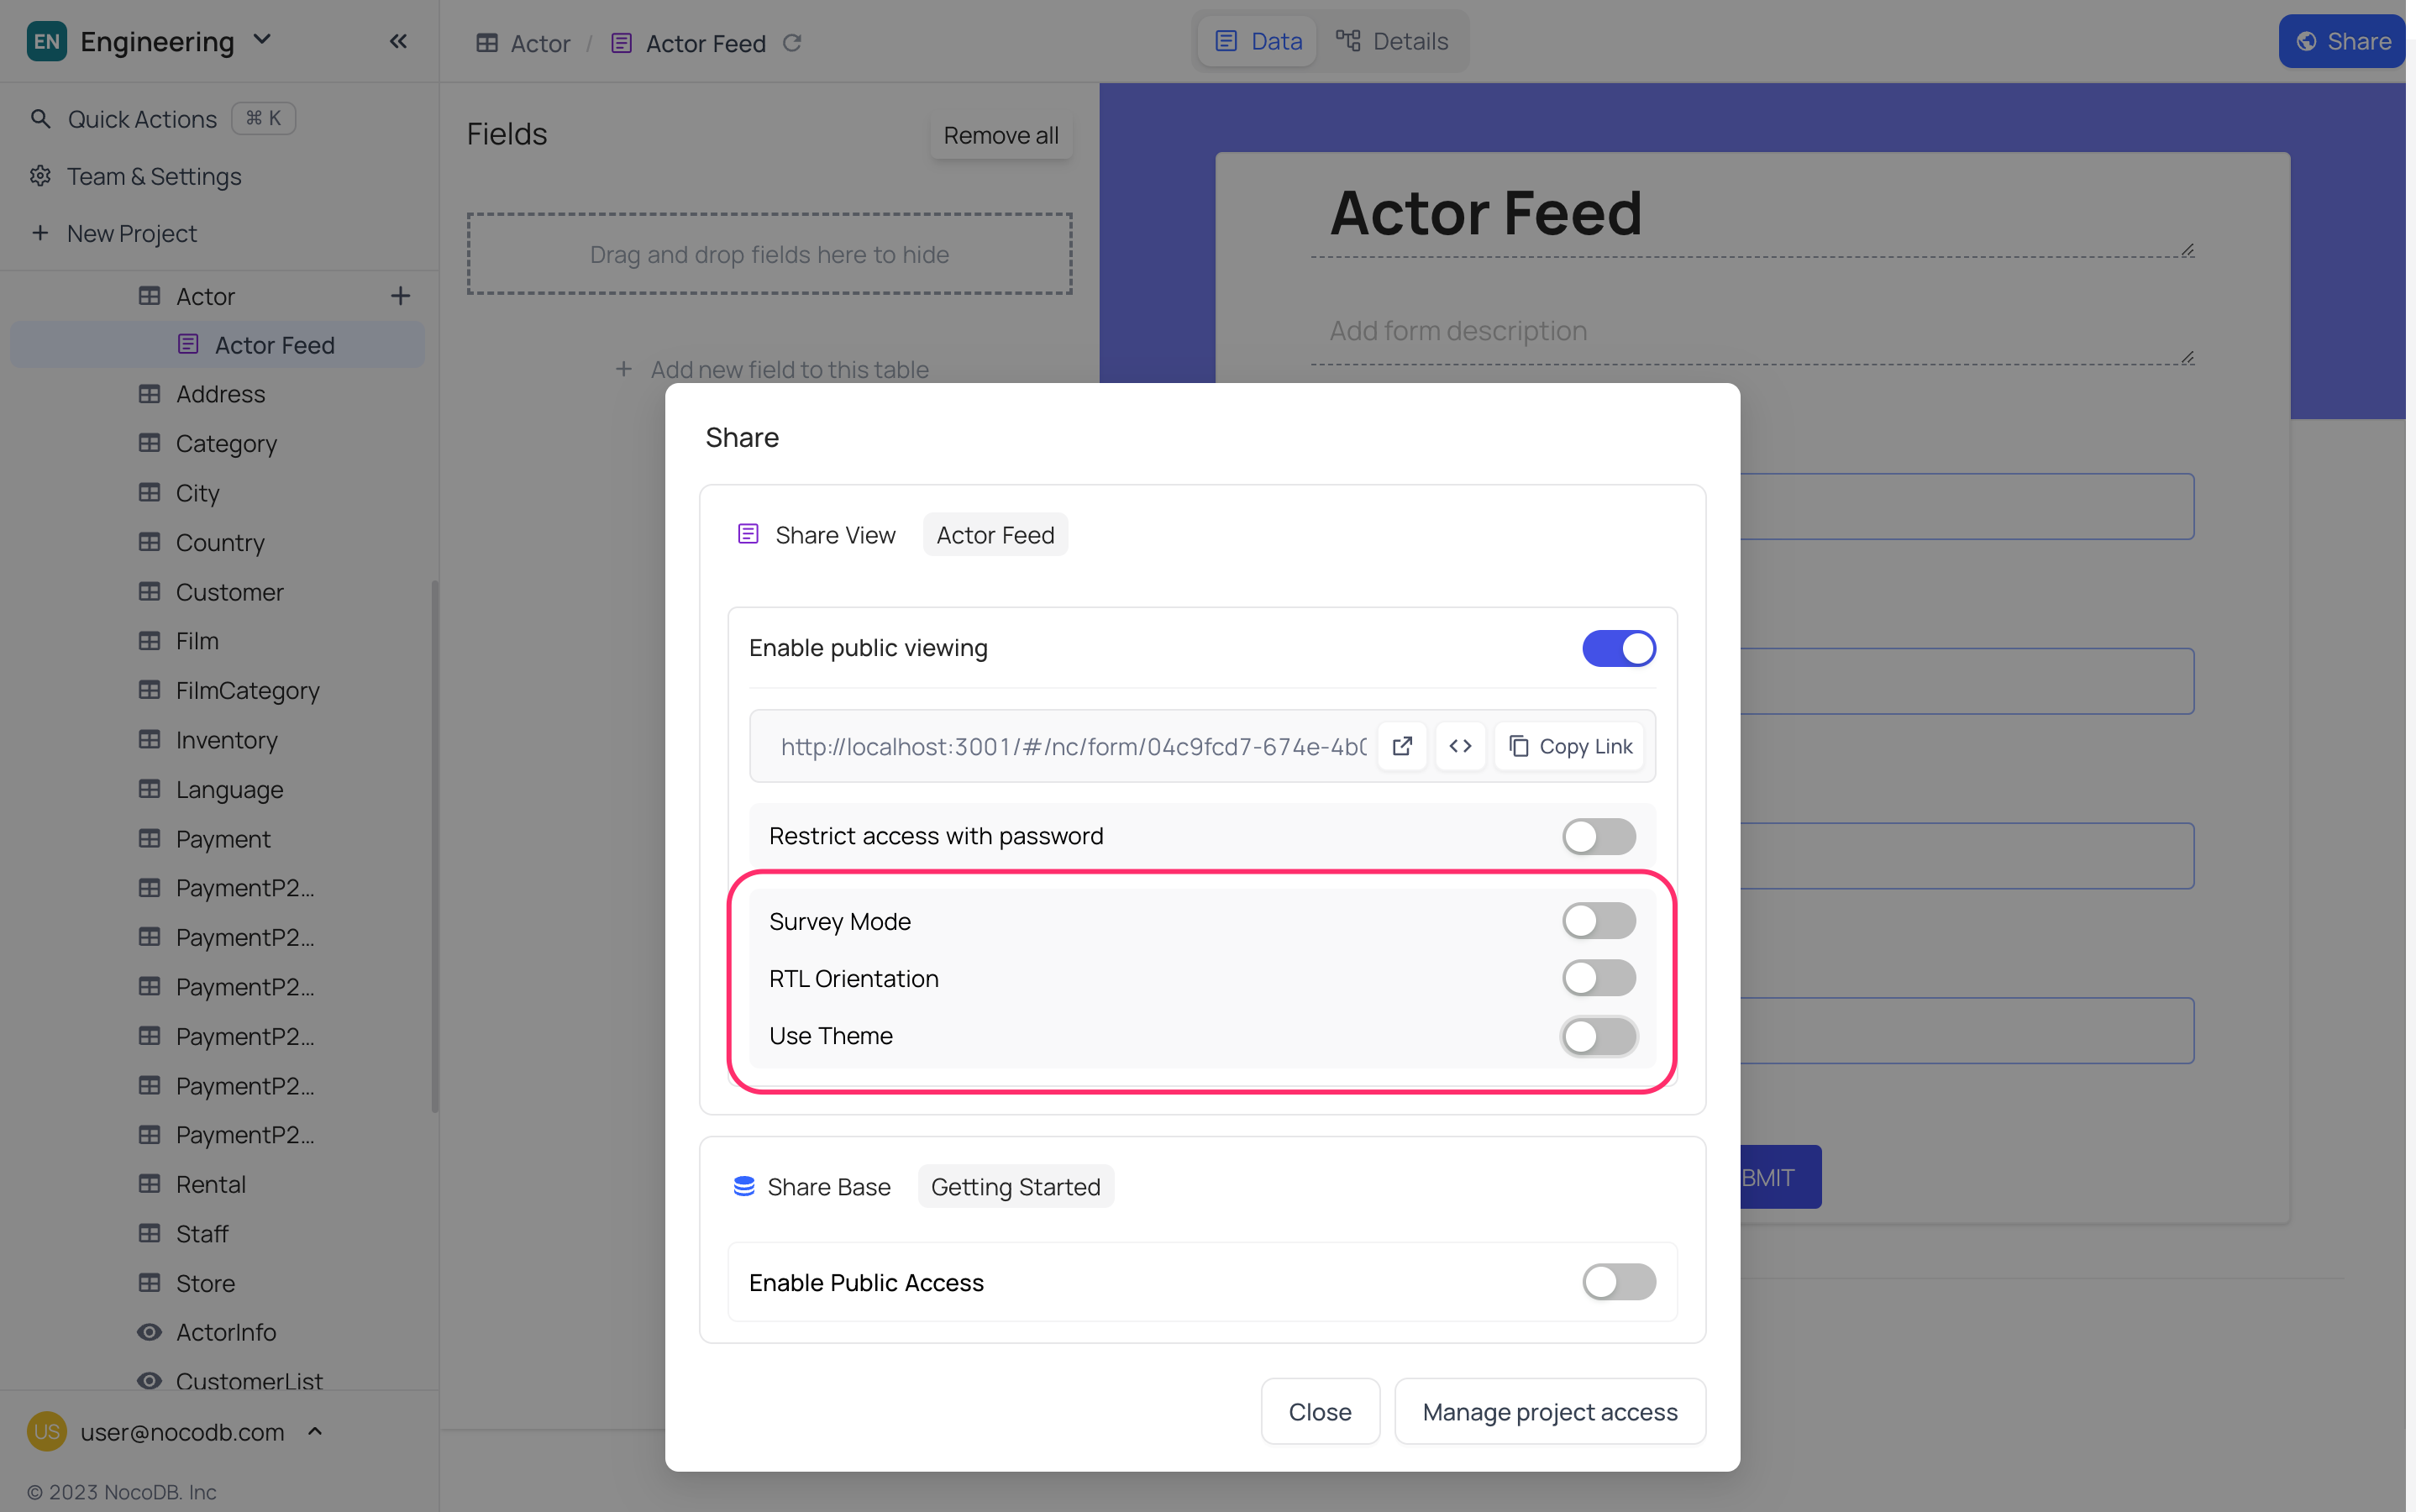 EN Engineering
Actor / Actor Feed
Data
Details
Share
Quick Actions ⌘ K
Team & Settings
New Project
Actor
Actor Feed
Address
Category
City
Country
Customer
Film
FilmCategory
Inventory
Language
Payment
PaymentP2...
PaymentP2...
PaymentP2...
PaymentP2...
PaymentP2...
PaymentP2...
Rental
Staff
Store
ActorInfo
CustomerList
US user@nocodb.com
© 2023 NocoDB. Inc
Fields
Remove all
Drag and drop fields here to hide
Add new field to this table
Actor Feed
Add form description
BMIT
Share
Share View Actor Feed
Enable public viewing
http://localhost:3001/#/nc/form/04c9fcd7-674e-4b0
Copy Link
Restrict access with password
Survey Mode
RTL Orientation
Use Theme
Share Base Getting Started
Enable Public Access
Close
Manage project access